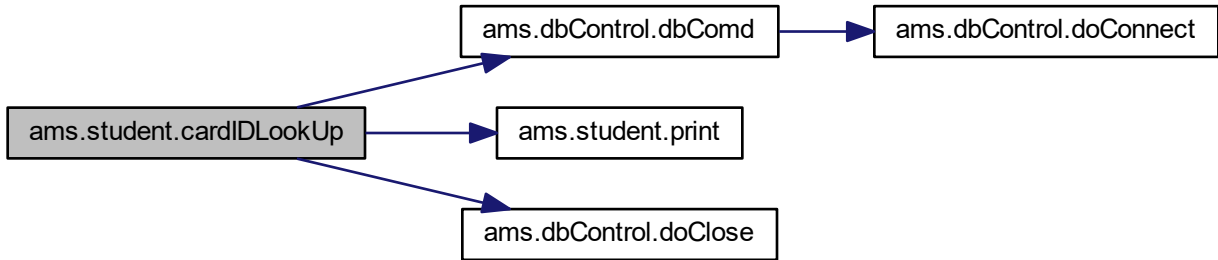 ams.dbControl.dbComd
ams.dbControl.doConnect
ams.student.cardIDLookUp
ams.student.print
ams.dbControl.doClose